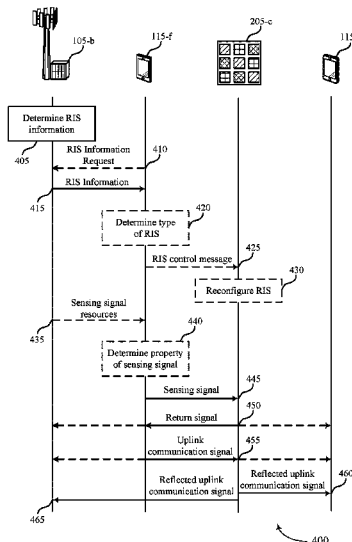 105-b
115-f
205-c
115
Determine RIS
information
405
RIS Information
Request
410
RIS Information
415
420
Determine type
of RIS
RIS control message
425
430
Reconfigure RIS
Sensing signal
resources
435
440
Determine property
of sensing signal
Sensing signal
445
450
Return signal
Uplink
communication signal
455
Reflected uplink
communication signal
Reflected uplink
communication signal
460
465
400